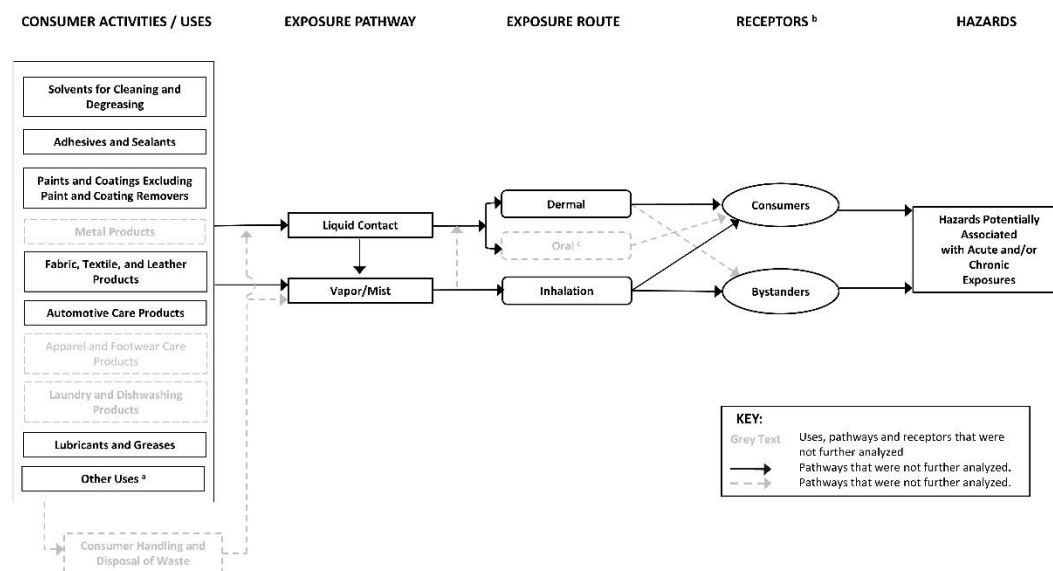 CONSUMER ACTIVITIES / USES
EXPOSURE PATHWAY
EXPOSURE ROUTE
RECEPTORS b
HAZARDS
Solvents for Cleaning and
Degreasing
Adhesives and Sealants
Paints and Coatings Excluding
Paint and Coating Removers
Metal Products
Fabric, Textile, and Leather
Products
Automotive Care Products
Apparel and Footwear Care
Products
Laundry and Dishwashing
Products
Lubricants and Greases
Other Uses a
Consumer Handling and
Disposal of Waste
Liquid Contact
Vapor/Mist
Dermal
Oral c
Inhalation
Consumers
Bystanders
Hazards Potentially
Associated
with Acute and/or
Chronic
Exposures
KEY:
Grey Text
Uses, pathways and receptors that were
not further analyzed
Pathways that were not further analyzed.
Pathways that were not further analyzed.